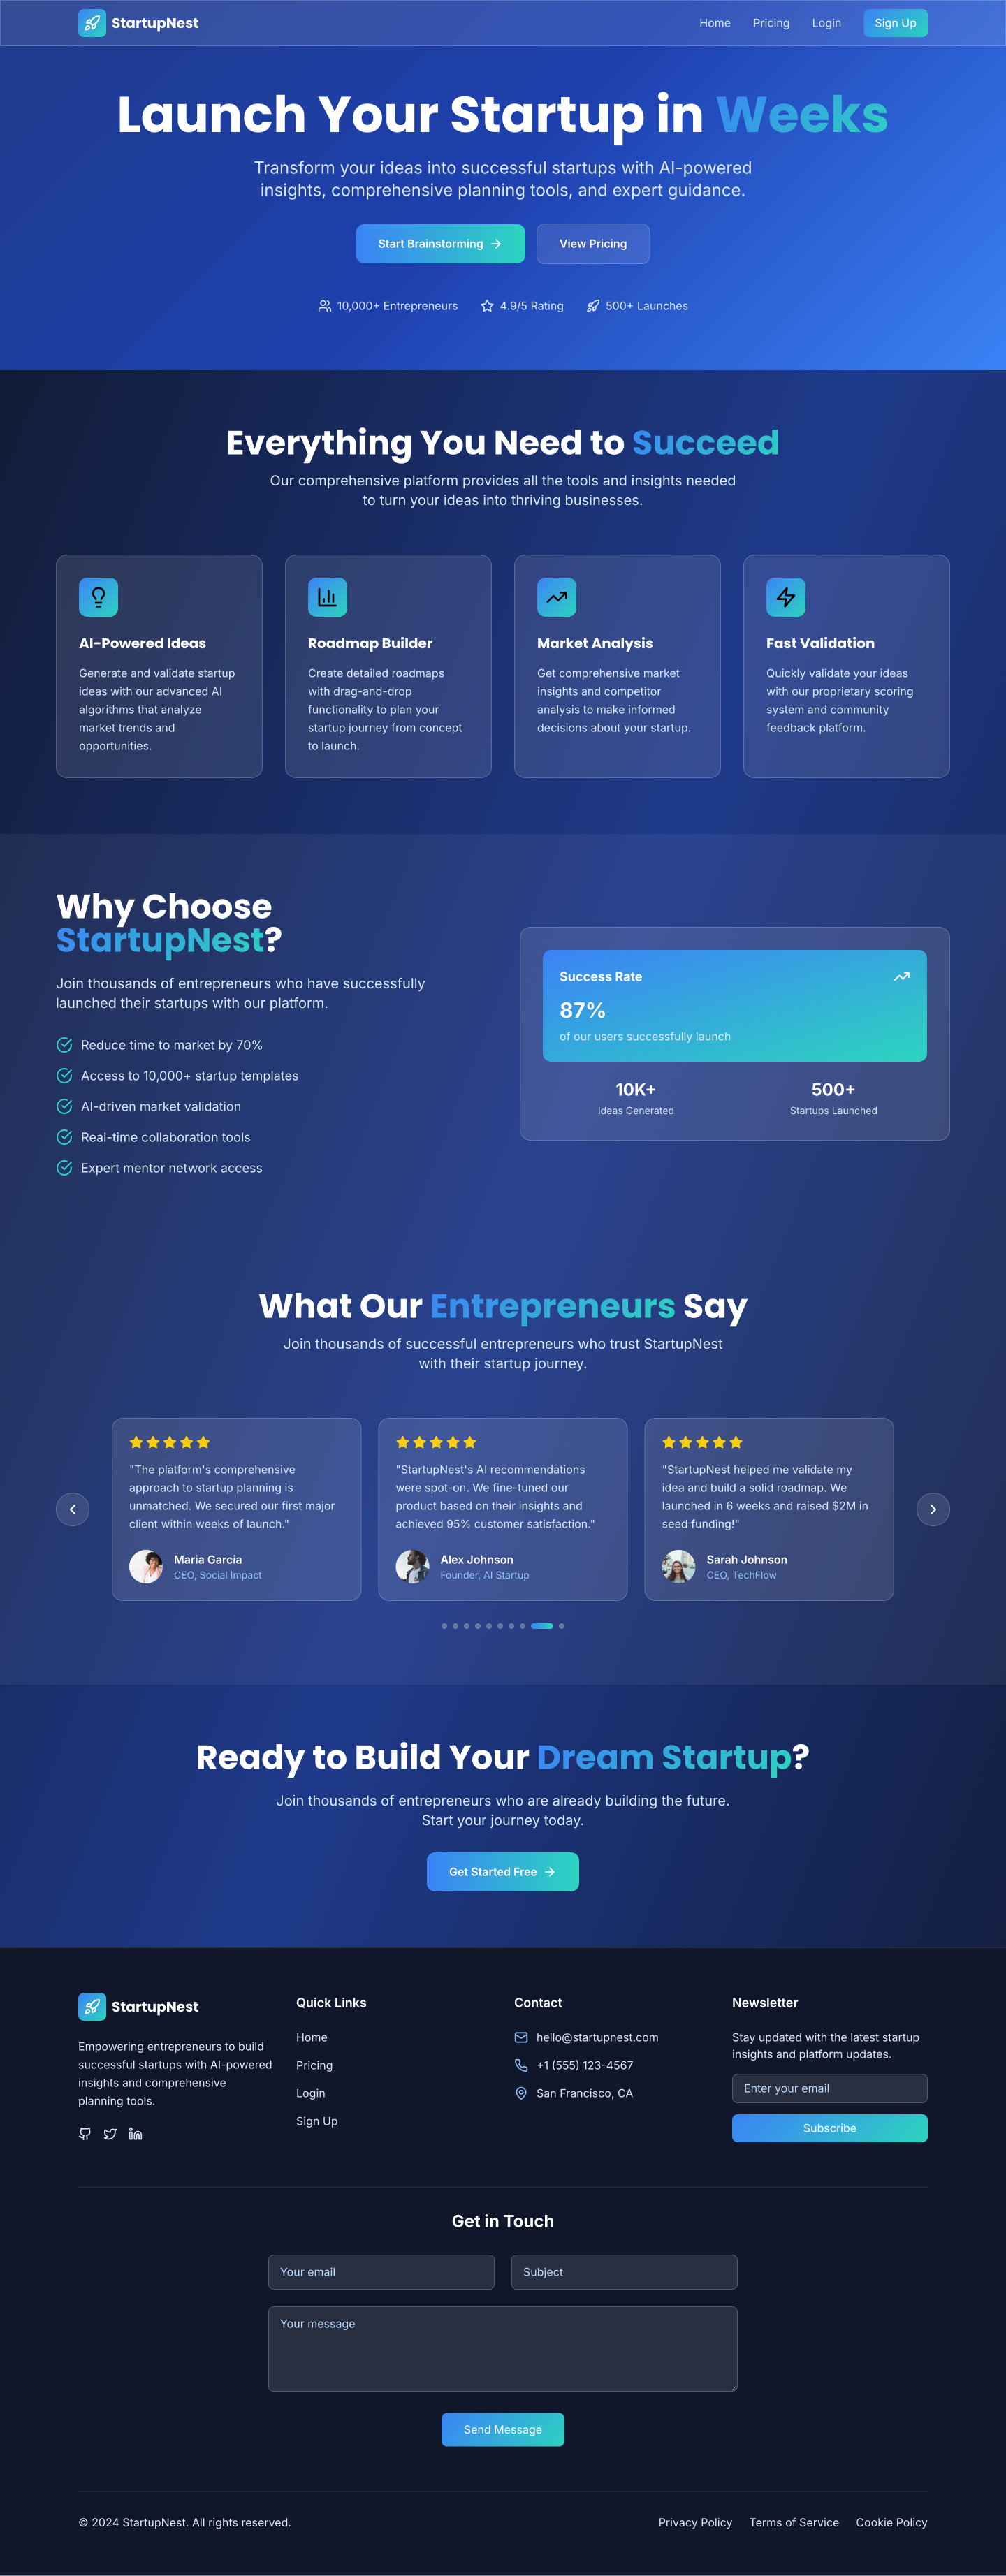 StartupNest
Home
Pricing
Login
Sign Up
Launch Your Startup in Weeks
Transform your ideas into successful startups with AI-powered
insights, comprehensive planning tools, and expert guidance.
Start Brainstorming
View Pricing
10,000+ Entrepreneurs
4.9/5 Rating
500+ Launches
Everything You Need to Succeed
Our comprehensive platform provides all the tools and insights needed
to turn your ideas into thriving businesses.
AI-Powered Ideas
Generate and validate startup
ideas with our advanced AI
algorithms that analyze
market trends and
opportunities.
Roadmap Builder
Create detailed roadmaps
with drag-and-drop
functionality to plan your
startup journey from concept
to launch.
Market Analysis
Get comprehensive market
insights and competitor
analysis to make informed
decisions about your startup.
Fast Validation
Quickly validate your ideas
with our proprietary scoring
system and community
feedback platform.
Why Choose
StartupNest?
Join thousands of entrepreneurs who have successfully
launched their startups with our platform.
Reduce time to market by 70%
Access to 10,000+ startup templates
AI-driven market validation
Real-time collaboration tools
Expert mentor network access
Success Rate
87%
of our users successfully launch
10K+
Ideas Generated
500+
Startups Launched
What Our Entrepreneurs Say
Join thousands of successful entrepreneurs who trust StartupNest
with their startup journey.
"The platform's comprehensive
approach to startup planning is
unmatched. We secured our first major
client within weeks of launch."
Maria Garcia
CEO, Social Impact
"StartupNest's AI recommendations
were spot-on. We fine-tuned our
product based on their insights and
achieved 95% customer satisfaction."
Alex Johnson
Founder, AI Startup
"StartupNest helped me validate my
idea and build a solid roadmap. We
launched in 6 weeks and raised $2M in
seed funding!"
Sarah Johnson
CEO, TechFlow
Ready to Build Your Dream Startup?
Join thousands of entrepreneurs who are already building the future.
Start your journey today.
Get Started Free
StartupNest
Empowering entrepreneurs to build
successful startups with AI-powered
insights and comprehensive
planning tools.
Quick Links
Home
Pricing
Login
Sign Up
Contact
hello@startupnest.com
+1 (555) 123-4567
San Francisco, CA
Newsletter
Stay updated with the latest startup
insights and platform updates.
Enter your email
Subscribe
Get in Touch
Your email
Subject
Your message
Send Message
© 2024 StartupNest. All rights reserved.
Privacy Policy
Terms of Service
Cookie Policy